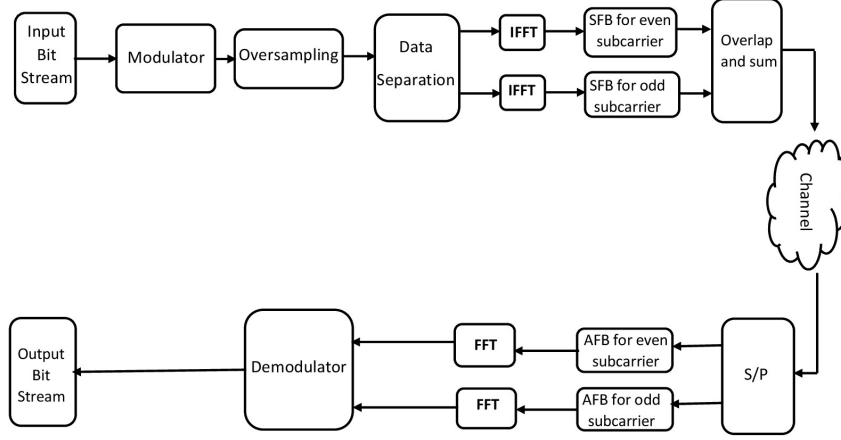 Input
Bit
Stream
Modulator
Oversampling
Data
Separation
IFFT
SFB for even
subcarrier
IFFT
SFB for odd
subcarrier
Overlap
and sum
Channel
Output
Bit
Stream
Demodulator
FFT
AFB for even
subcarrier
FFT
AFB for odd
subcarrier
S/P